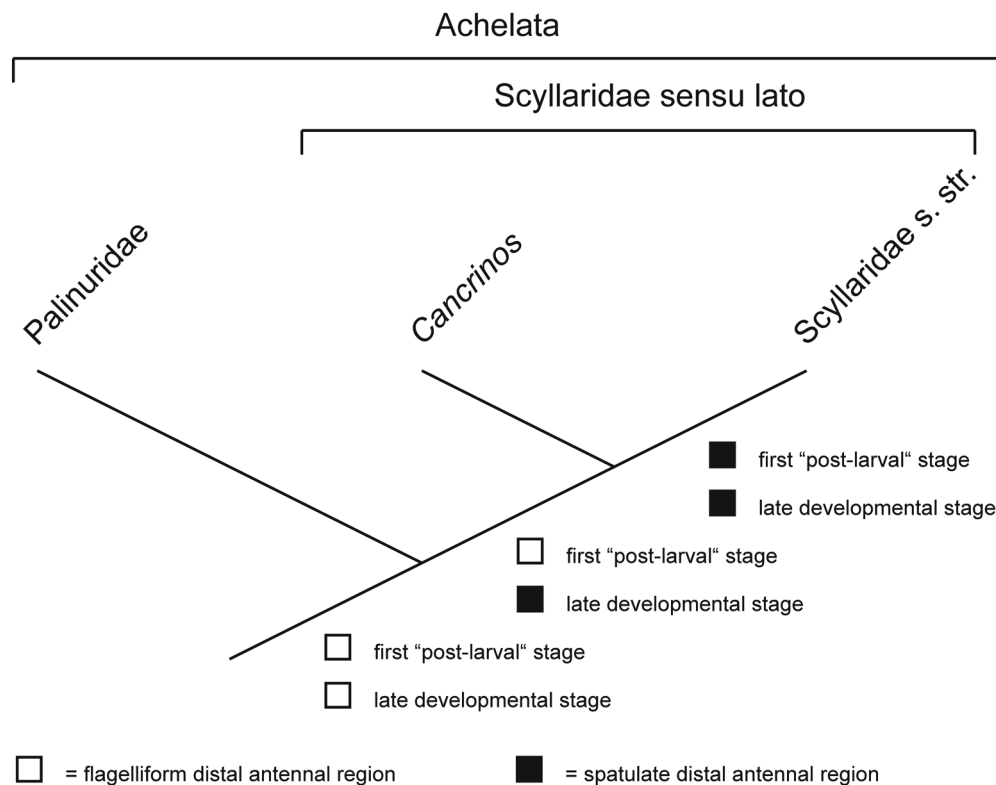 Achelata
Scyllaridae sensu lato
Palinuridae
Cancrinos
Scyllaridae s. str.
first “post-larval“ stage
late developmental stage
first “post-larval“ stage
late developmental stage
first “post-larval“ stage
late developmental stage
= flagelliform distal antennal region
= spatulate distal antennal region